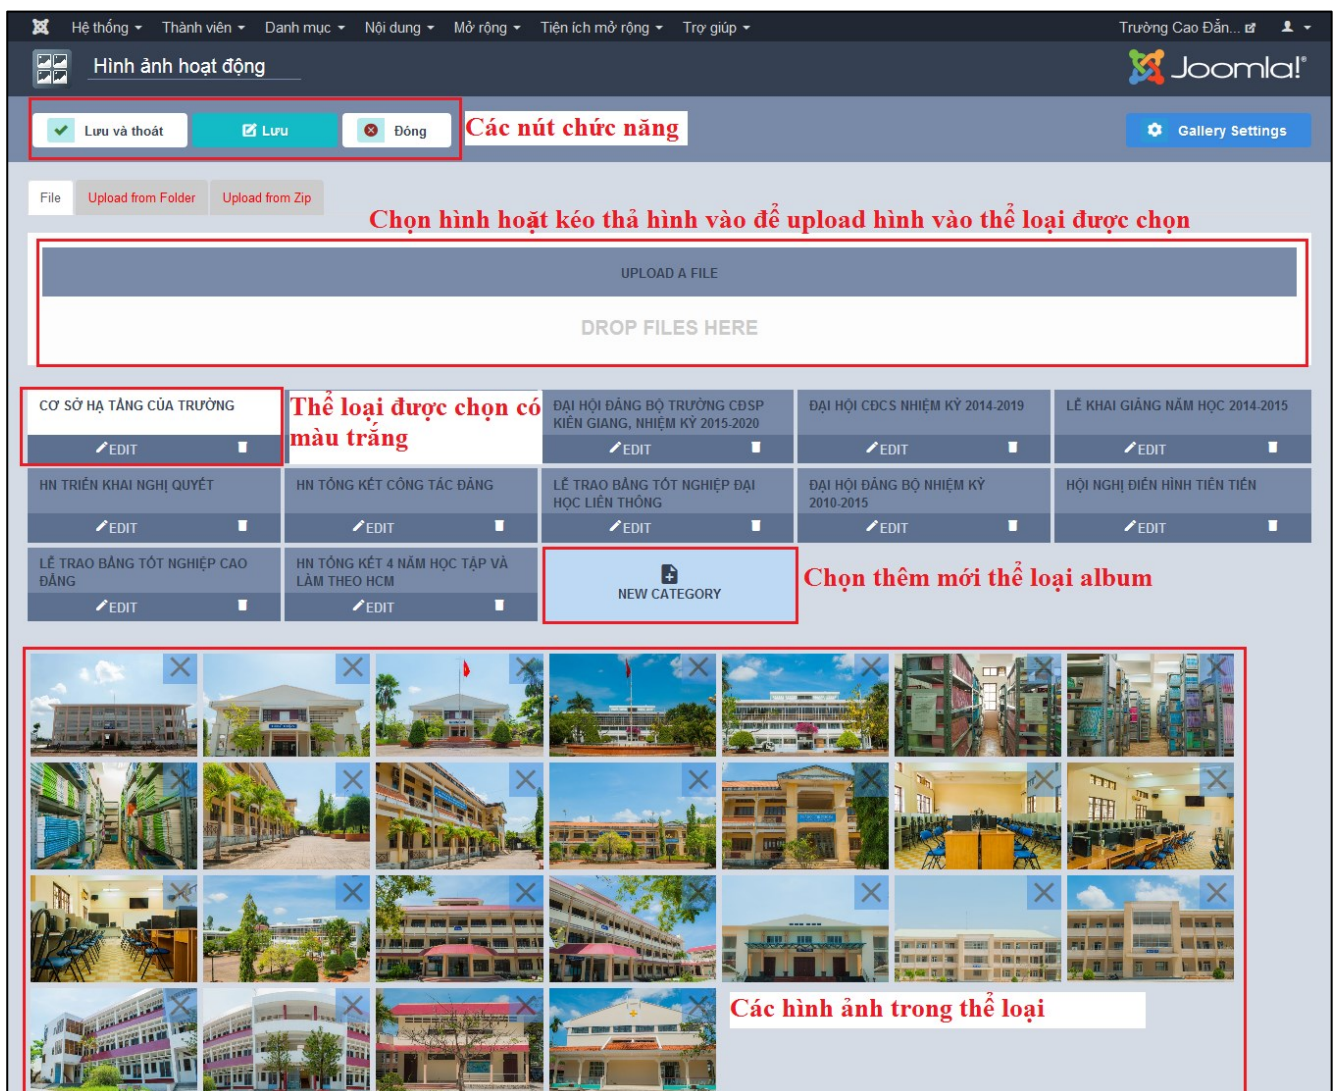 Hệ thống Thành viên Danh mục Nội dung Mở rộng Tiện ích mở rộng Trợ giúp Trường Cao Đẳn...
Hình ảnh hoạt động Joomla!
Lưu và thoát Lưu Đóng Các nút chức năng Gallery Settings
File Upload from Folder Upload from Zip
Chọn hình hoặt kéo thả hình vào để upload hình vào thể loại được chọn
UPLOAD A FILE
DROP FILES HERE
CƠ SỞ HẠ TẦNG CỦA TRƯỜNG
EDIT
Thể loại được chọn có
màu trắng
ĐẠI HỘI ĐẢNG BỘ TRƯỜNG CĐSP
KIÊN GIANG, NHIỆM KỲ 2015-2020
EDIT
ĐẠI HỘI CĐCS NHIỆM KỲ 2014-2019
EDIT
LỄ KHAI GIẢNG NĂM HỌC 2014-2015
EDIT
HN TRIỂN KHAI NGHỊ QUYẾT
EDIT
HN TỔNG KẾT CÔNG TÁC ĐẢNG
EDIT
LỄ TRAO BẰNG TỐT NGHIỆP ĐẠI
HỌC LIÊN THÔNG
EDIT
ĐẠI HỘI ĐẢNG BỘ NHIỆM KỲ
2010-2015
EDIT
HỘI NGHỊ ĐIỂN HÌNH TIÊN TIẾN
EDIT
LỄ TRAO BẰNG TỐT NGHIỆP CAO
ĐẲNG
EDIT
HN TỔNG KẾT 4 NĂM HỌC TẬP VÀ
LÀM THEO HCM
EDIT
NEW CATEGORY
Chọn thêm mới thể loại album
Các hình ảnh trong thể loại